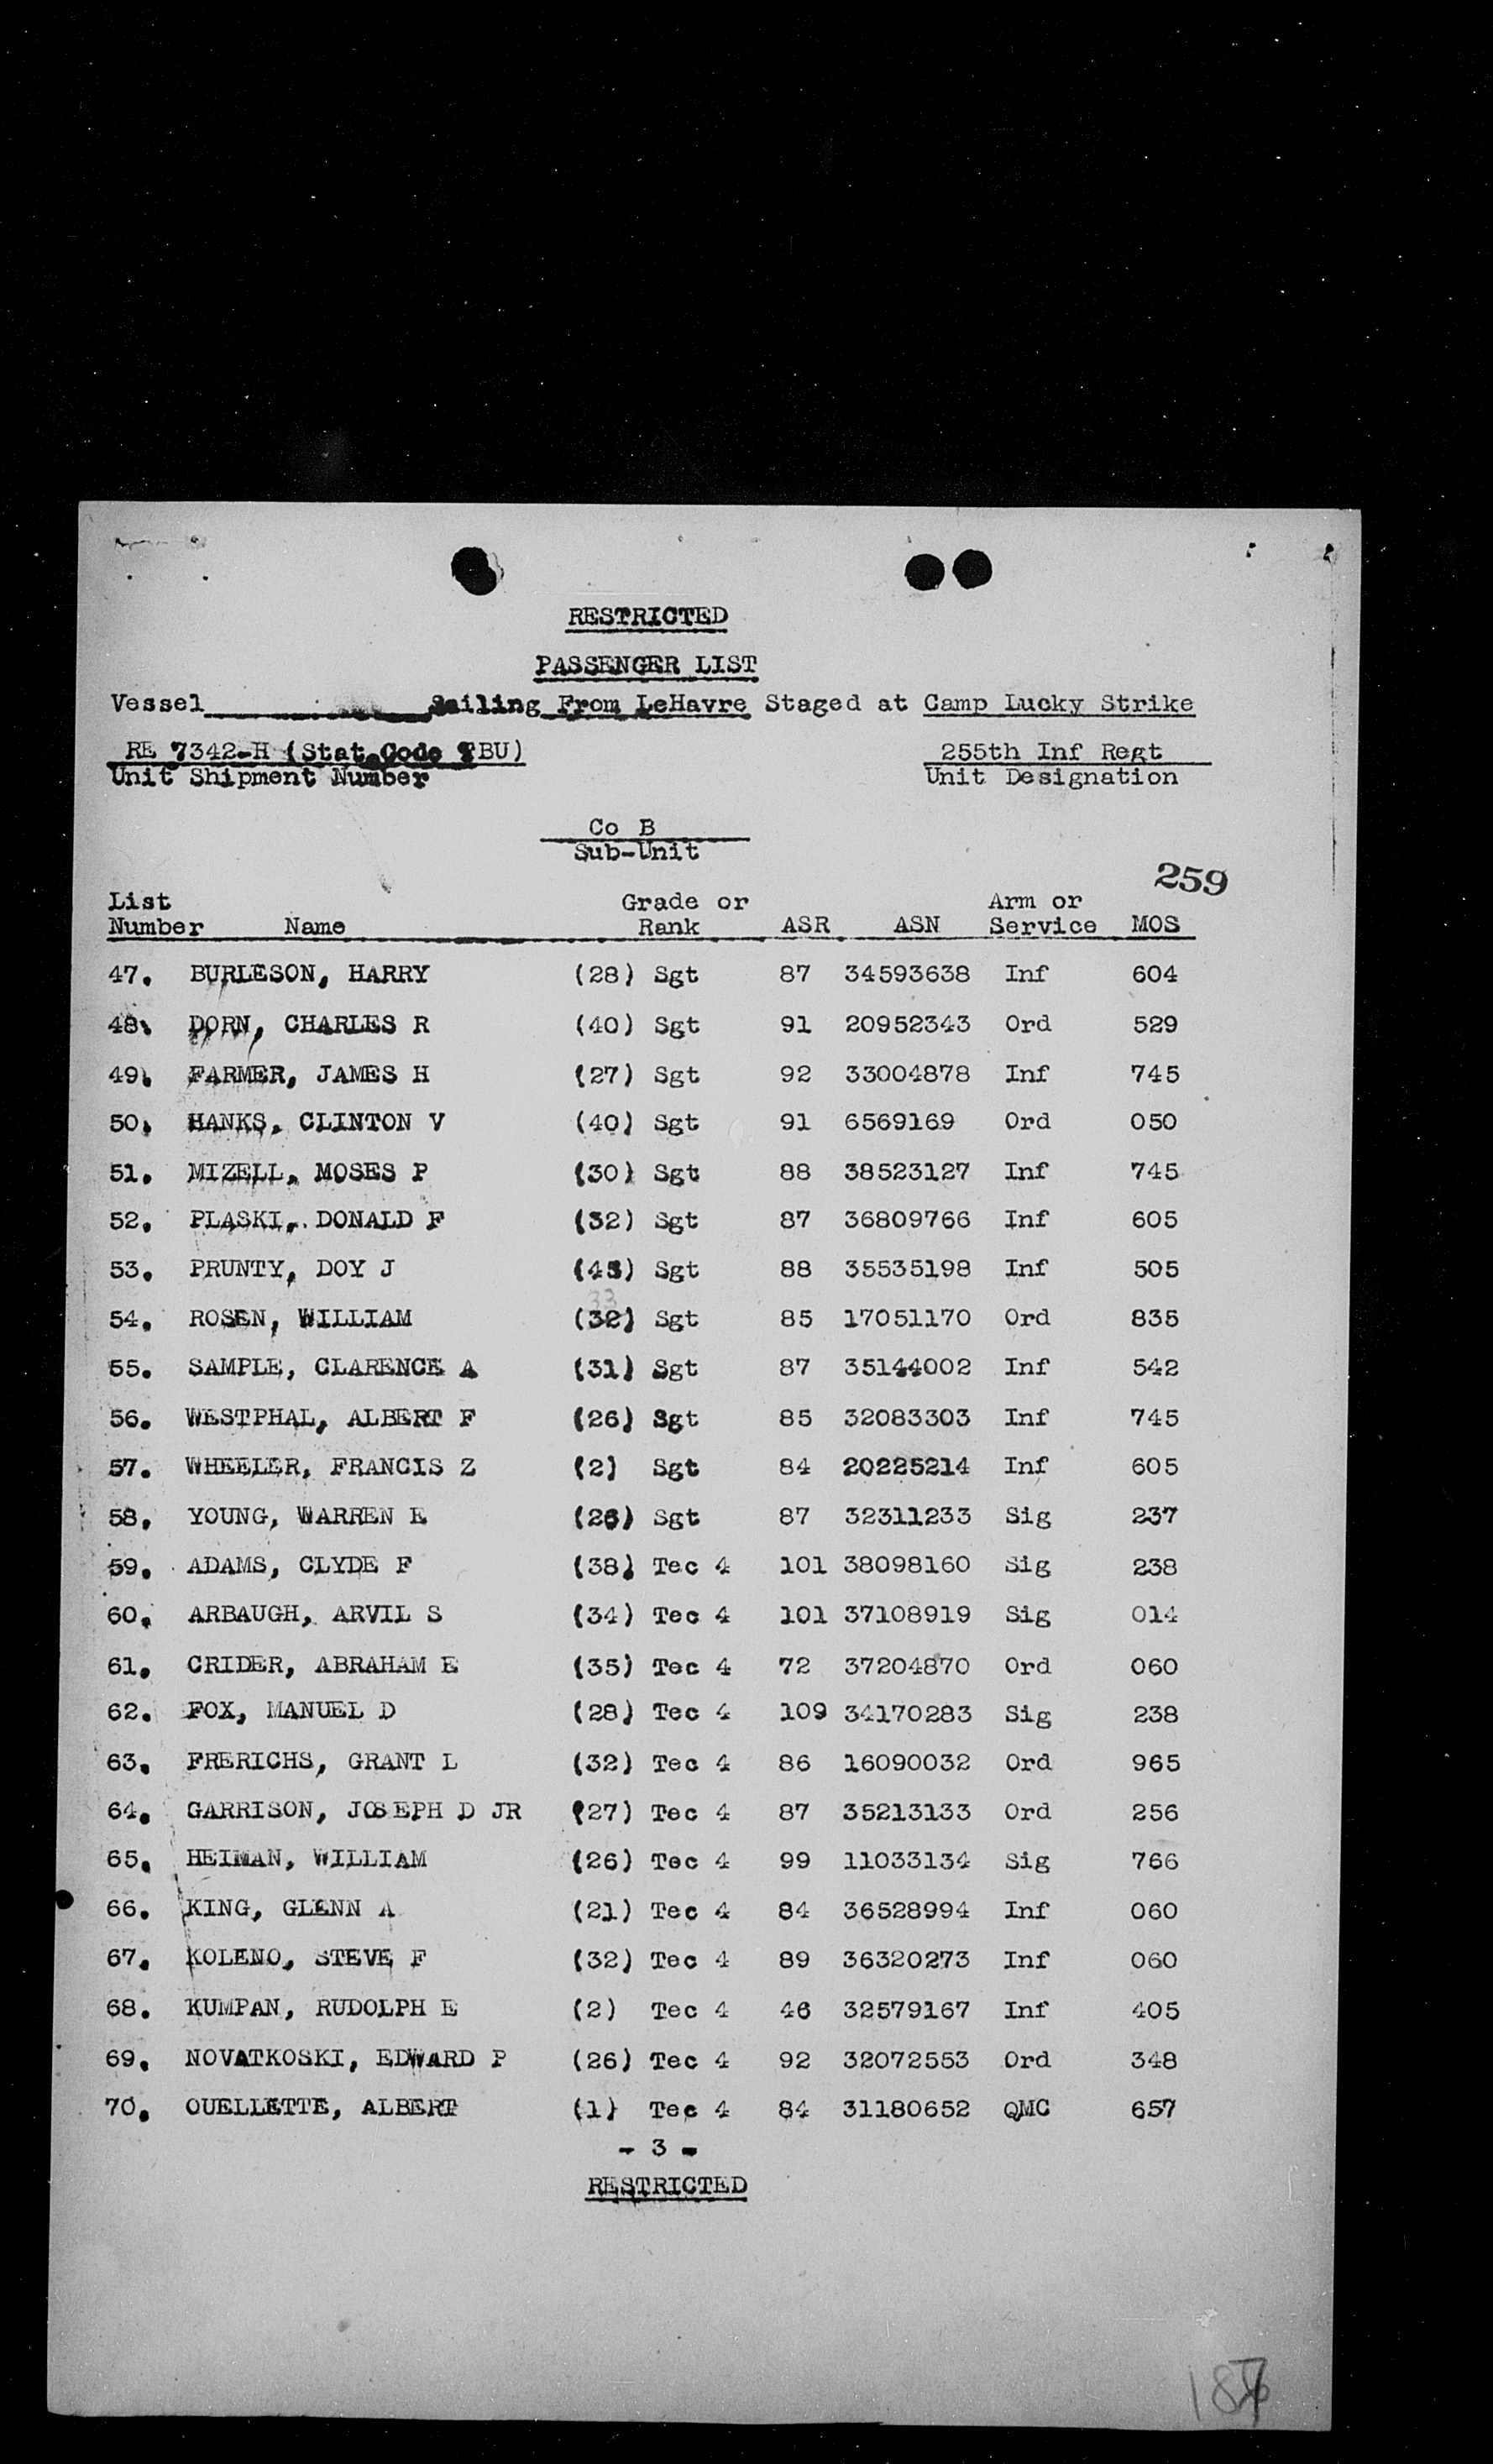 RESTRICTED
PASSENGER LIST
Vessel Sailing From LeHavre Staged at Camp Lucky Strike
RE 7342-H (Stat Code TBU) 255th Inf Regt
Unit Shipment Number Unit Designation
Co B
Sub-Unit
259
List Grade or Arm or
Number Name Rank ASR ASN Service MOS
47. BURLESON, HARRY (28) Sgt 87 34593638 Inf 604
48. DORN, CHARLES R (40) Sgt 91 20952343 Ord 529
49. FARMER, JAMES H (27) Sgt 92 33004878 Inf 745
50. HANKS, CLINTON V (40) Sgt 91 6569169 Ord 050
51. MIZELL, MOSES P (30) Sgt 88 38523127 Inf 745
52. PLASKI, DONALD F (32) Sgt 87 36809766 Inf 605
53. PRUNTY, DOY J Sgt 88 35535198 Inf 505
33
54. ROSEN, WILLIAM (32) Sgt 85 17051170 Ord 835
55. SAMPLE, CLARENCE A (31) Sgt 87 35144002 Inf 542
56. WESTPHAL, ALBERT F (26) Sgt 85 32083303 Inf 745
57. WHEELER, FRANCIS Z (2) Sgt 84 20225214 Inf 605
58. YOUNG, WARREN E (26) Sgt 87 32311233 Sig 237
59. ADAMS, CLYDE F (38) Tec 4 101 38098160 Sig 238
60. ARBAUGH, ARVIL S (34) Tec 4 101 37108919 Sig 014
61. CRIDER, ABRAHAM E (35) Tec 4 72 37204870 Ord 060
62. FOX, MANUEL D (28) Tec 4 109 34170283 Sig 238
63. FRERICHS, GRANT L (32) Tec 4 86 16090032 Ord 965
64. GARRISON, JOSEPH D JR (27) Tec 4 87 35213133 Ord 256
65. HEIMAN, WILLIAM (26) Tec 4 99 11033134 Sig 766
66. KING, GLENN A (21) Tec 4 84 36528994 Inf 060
67. KOLENO, STEVE F (32) Tec 4 89 36320273 Inf 060
68. KUMPAN, RUDOLPH E (2) Tec 4 46 32579167 Inf 405
69. NOVATKOSKI, EDWARD P (26) Tec 4 92 32072553 Ord 348
70. OUELLETTE, ALBERT (1) Tec 4 84 31180652 QMC 657
- 3 -
RESTRICTED